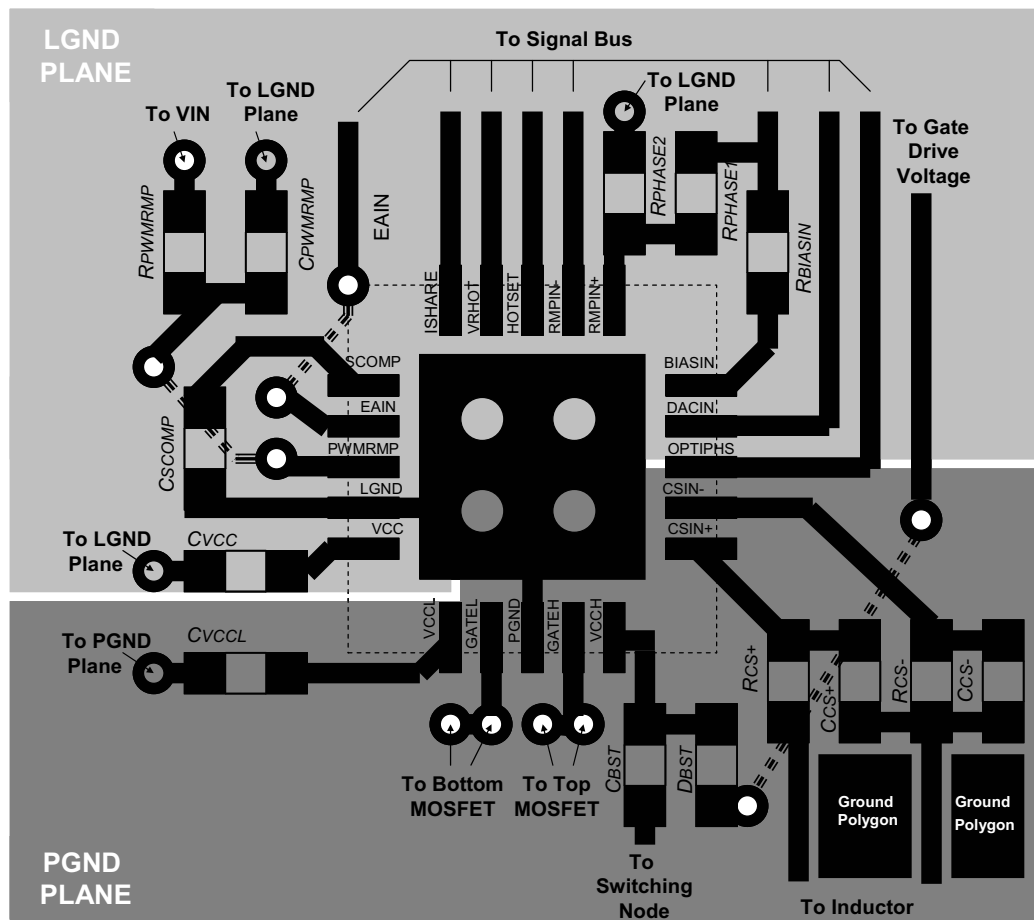 LGND
PLANE
To Signal Bus
To VIN
To LGND
Plane
To LGND
Plane
To Gate
Drive
Voltage
RPWMRMP
CPWMRMP
EAIN
RPHASE2
RPHASE1
RBIASIN
ISHARE
VRHOT
HOTSET
RMPIN-
RMPIN+
SCOMP
EAIN
PWMRMP
LGND
VCC
BIASIN
DACIN
OPTIPHS
CSIN-
CSIN+
CSCOMP
To LGND
Plane
CVCC
VCCL
GATEL
PGND
GATEH
VCCH
To PGND
Plane
CVCCL
RCS+
CCS+
RCS-
CCS-
To Bottom
MOSFET
To Top
MOSFET
CBST
DBST
Ground
Polygon
Ground
Polygon
PGND
PLANE
To
Switching
Node
To Inductor